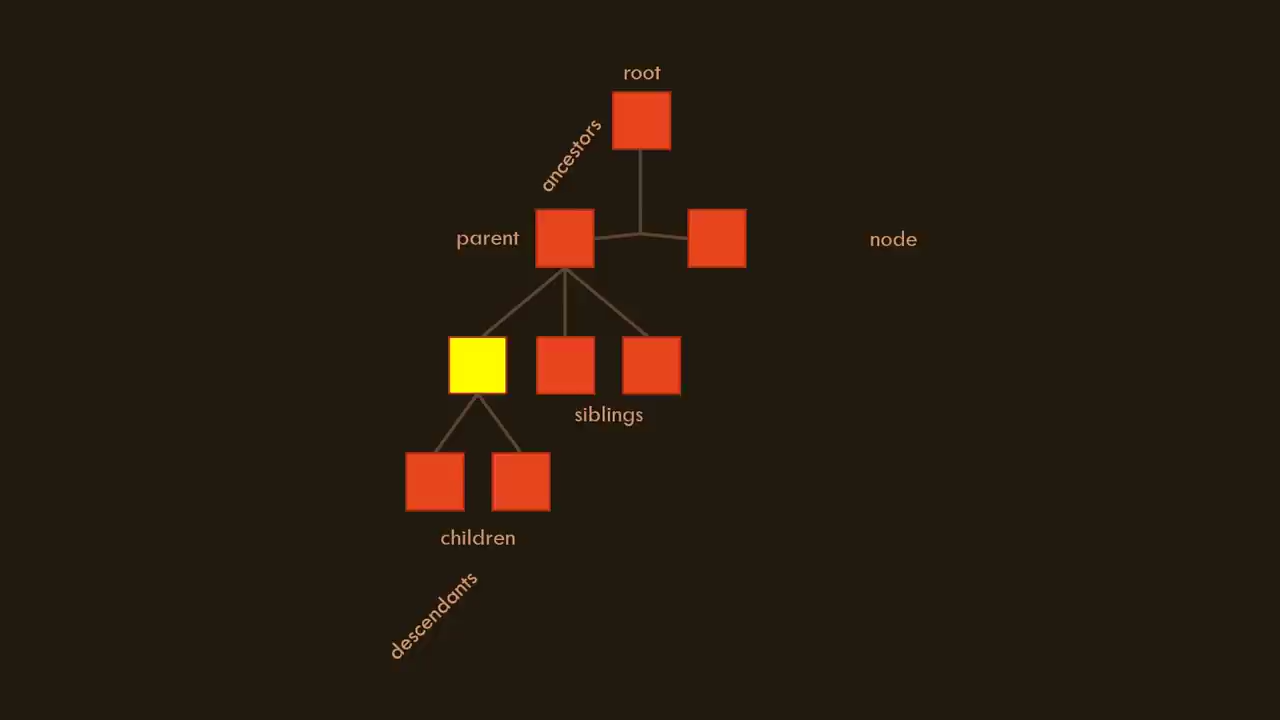 root
ancestors
parent
node
siblings
children
descendants